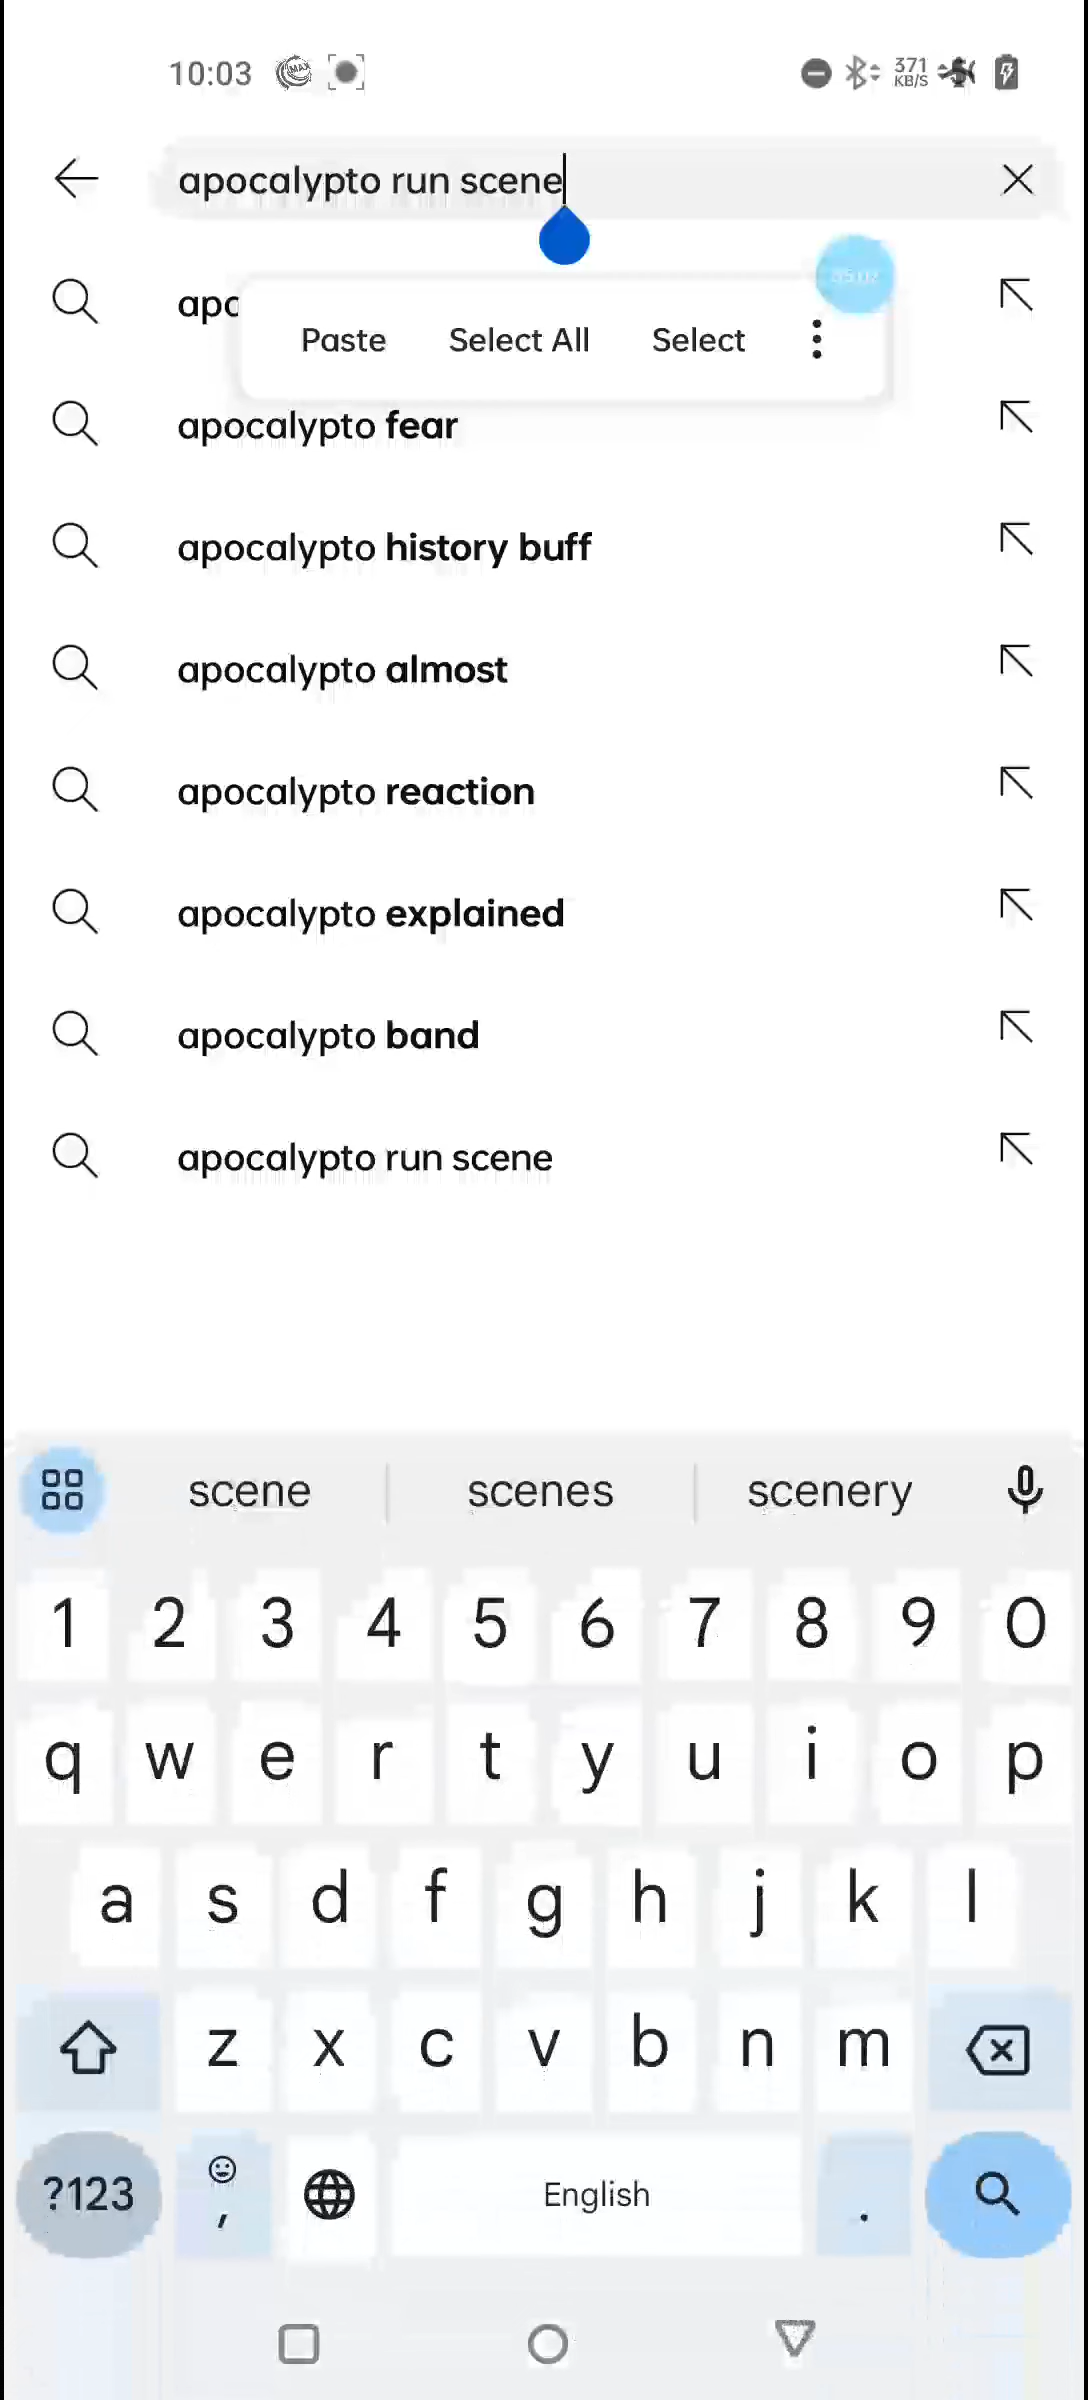 10:03 MAX 371 KB/S
apocalypto run scene
apo
Paste Select All Select
apocalypto fear
apocalypto history buff
apocalypto almost
apocalypto reaction
apocalypto explained
apocalypto band
apocalypto run scene
scene scenes scenery
1 2 3 4 5 6 7 8 9 0
q w e r t y u i o p
a s d f g h j k l
z x c v b n m
?123 , English .